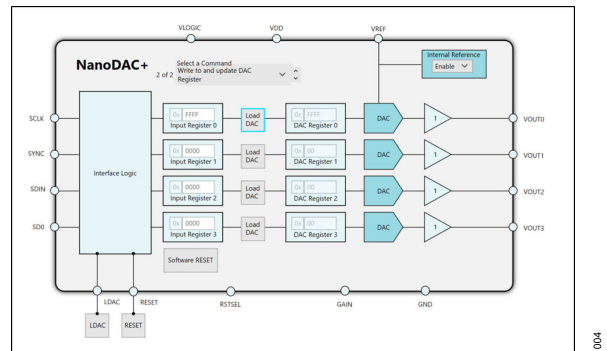 VLOGIC VDD VREF
NanoDAC+
2 of 2
Select a Command
Write to and update DAC
Register
Internal Reference
Enable
SCLK
0x FFFF
Input Register 0
Load
DAC
0x FFFF
DAC Register 0
DAC
1
VOUT0
SYNC
0x 0000
Input Register 1
Load
DAC
0x 00
DAC Register 1
DAC
1
VOUT1
Interface Logic
SDIN
0x 0000
Input Register 2
Load
DAC
0x 00
DAC Register 2
DAC
1
VOUT2
SD0
0x 0000
Input Register 3
Load
DAC
0x 00
DAC Register 3
DAC
1
VOUT3
Software RESET
LDAC RESET RSTSEL GAIN GND
LDAC RESET
004